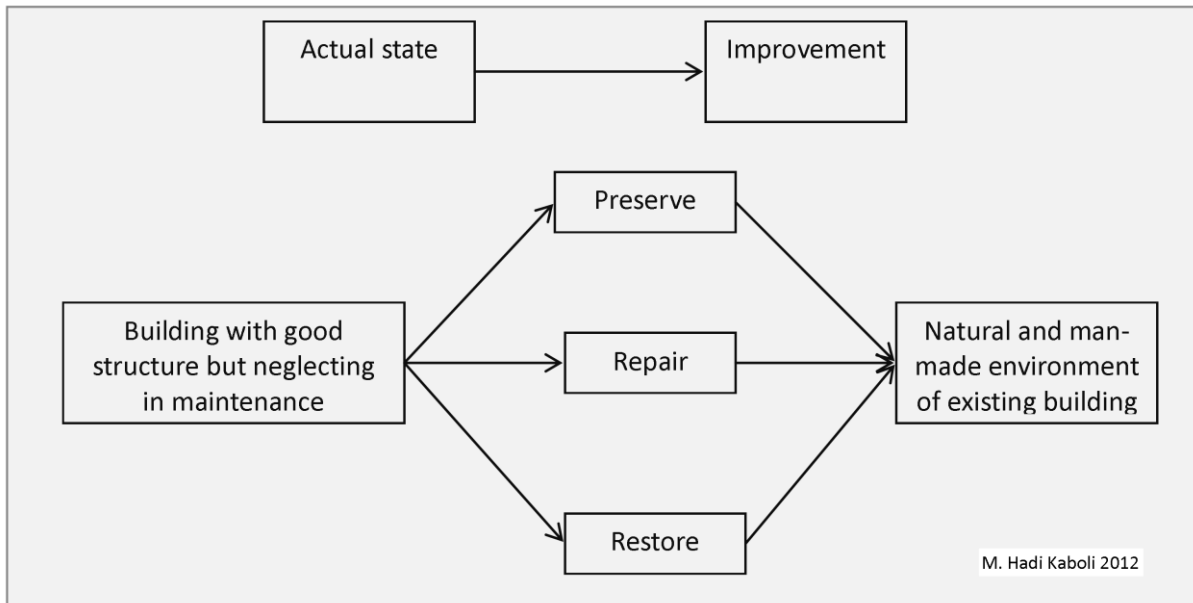 Actual state
Improvement
Preserve
Building with good
structure but neglecting
in maintenance
Repair
Natural and man-
made environment
of existing building
Restore
M. Hadi Kaboli 2012